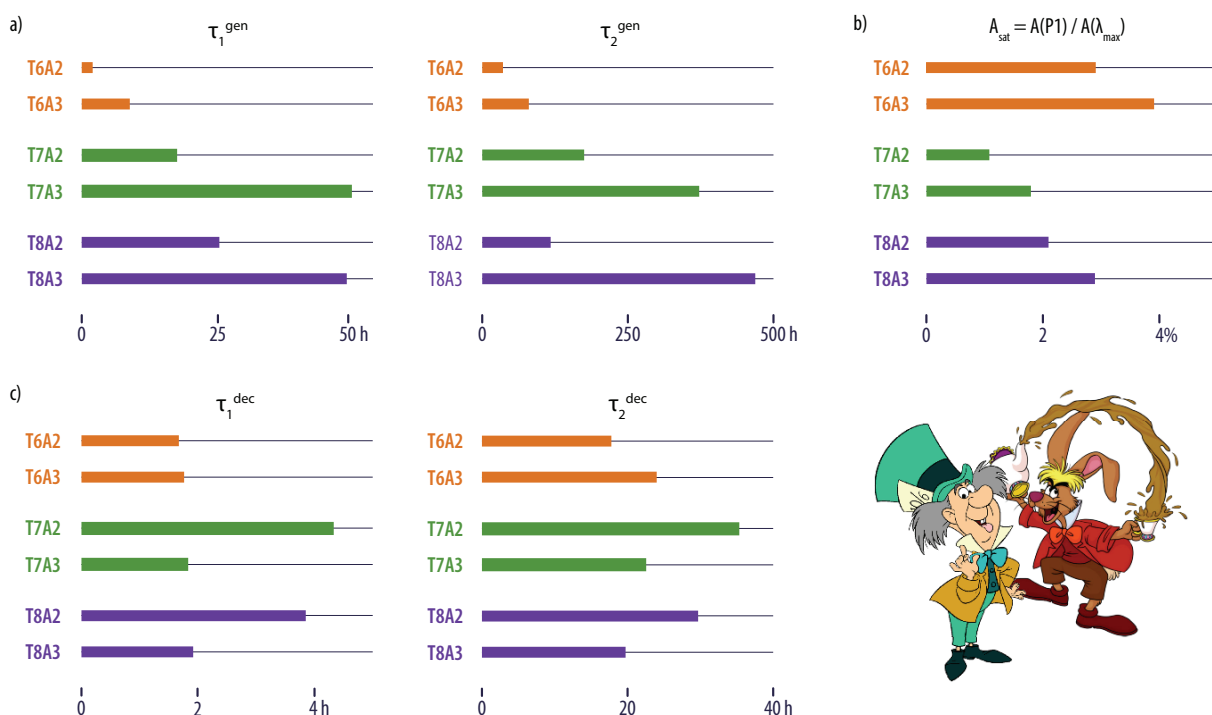 a)
τ₁ᵍᵉⁿ
T6A2
T6A3
T7A2
T7A3
T8A2
T8A3
0 25 50 h
τ₂ᵍᵉⁿ
T6A2
T6A3
T7A2
T7A3
T8A2
T8A3
0 250 500 h
b)
A_sat = A(P1) / A(λ_max)
T6A2
T6A3
T7A2
T7A3
T8A2
T8A3
0 2 4%
c)
τ₁ᵈᵉᶜ
T6A2
T6A3
T7A2
T7A3
T8A2
T8A3
0 2 4 h
τ₂ᵈᵉᶜ
T6A2
T6A3
T7A2
T7A3
T8A2
T8A3
0 20 40 h